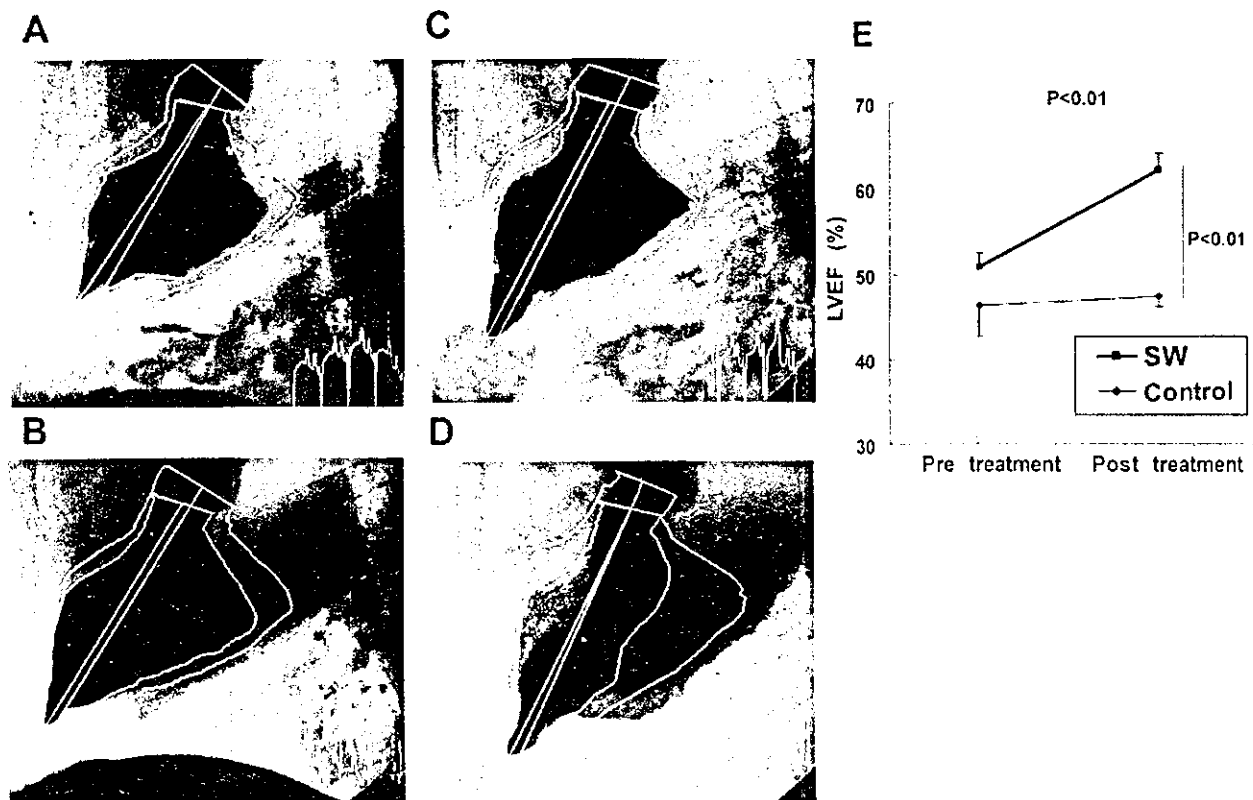 A
C
E
B
D
70
60
50
40
30
LVEF (%)
P<0.01
P<0.01
SW
Control
Pre treatment
Post treatment